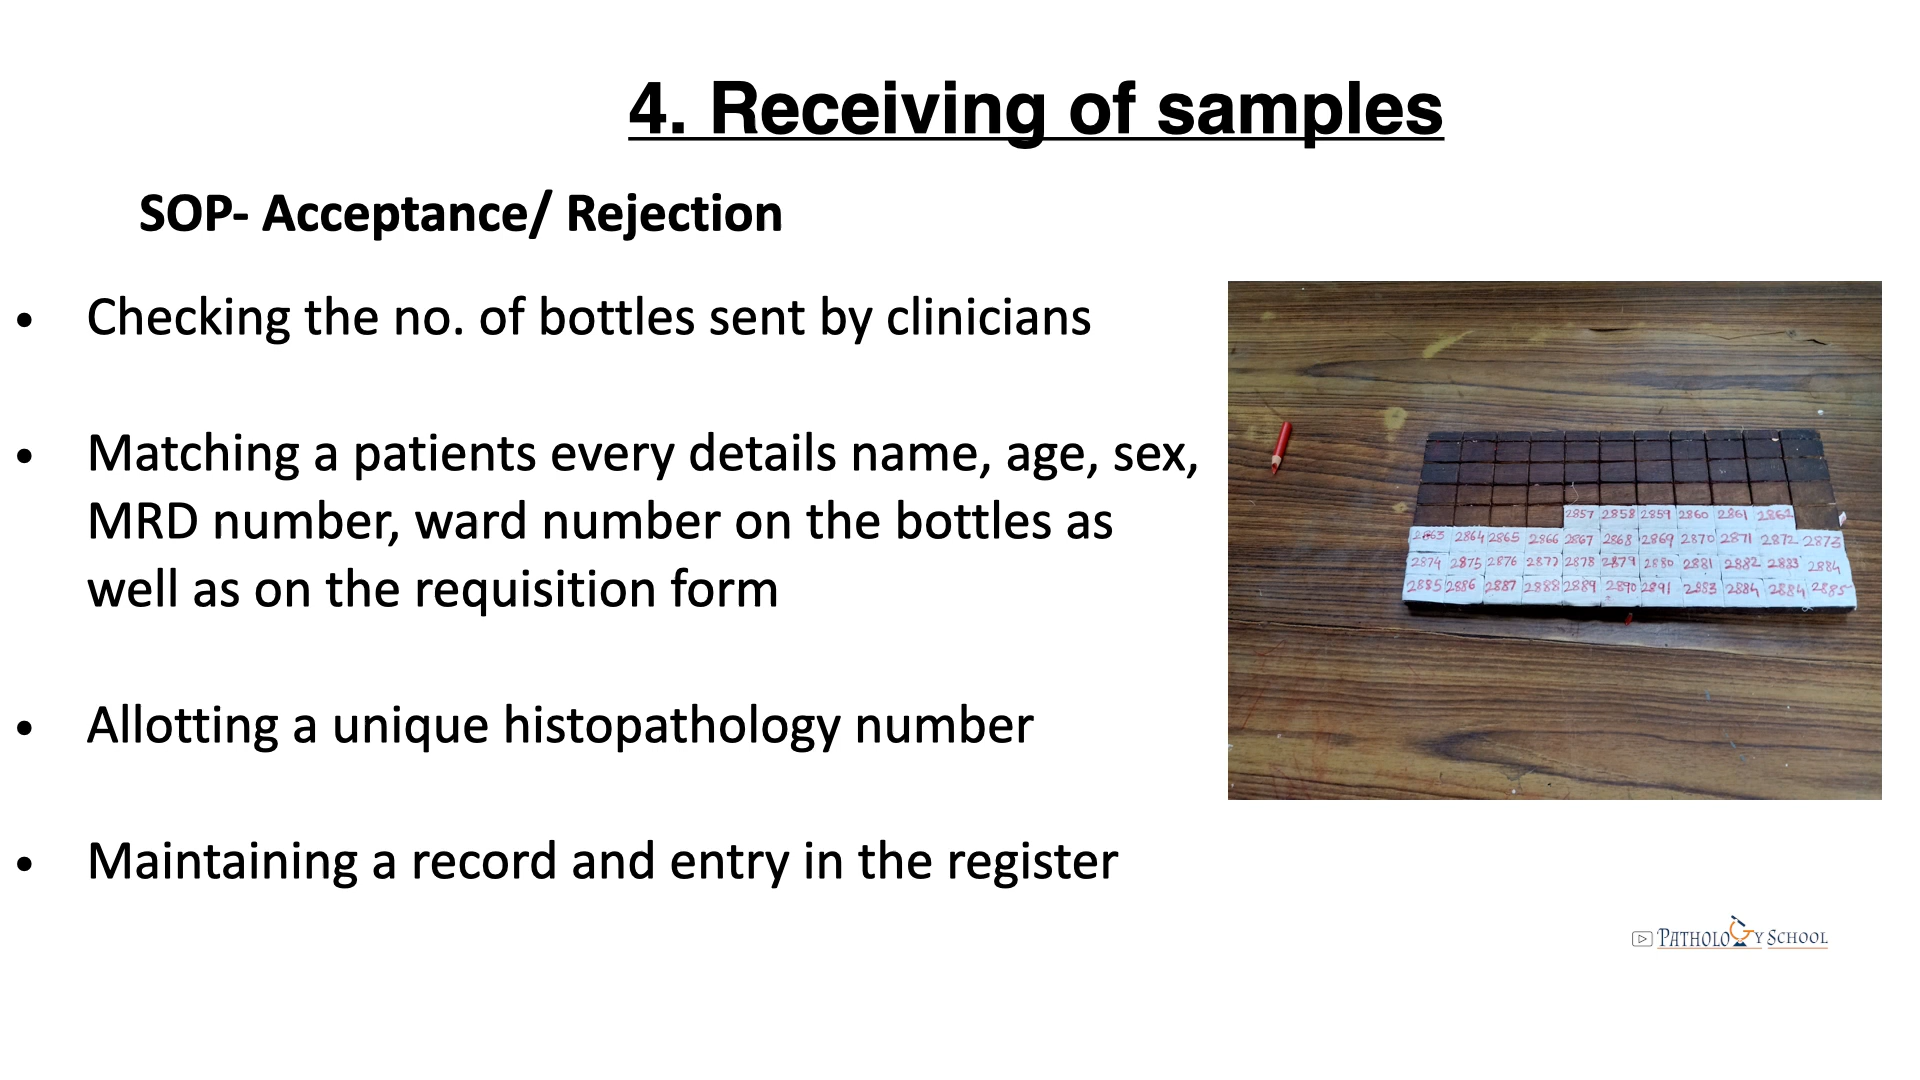 4. Receiving of samples
SOP- Acceptance/ Rejection
• Checking the no. of bottles sent by clinicians
• Matching a patients every details name, age, sex,
MRD number, ward number on the bottles as
well as on the requisition form
• Allotting a unique histopathology number
• Maintaining a record and entry in the register
2857 2858 2859 2860 2861 2862
2863 2864 2865 2866 2867 2868 2869 2870 2871 2872 2873
2874 2875 2876 2877 2878 2879 2880 2881 2882 2883 2884
2885 2886 2887 2888 2889 2890 2891 2883 2884 2884 2885
PATHOLOGY SCHOOL